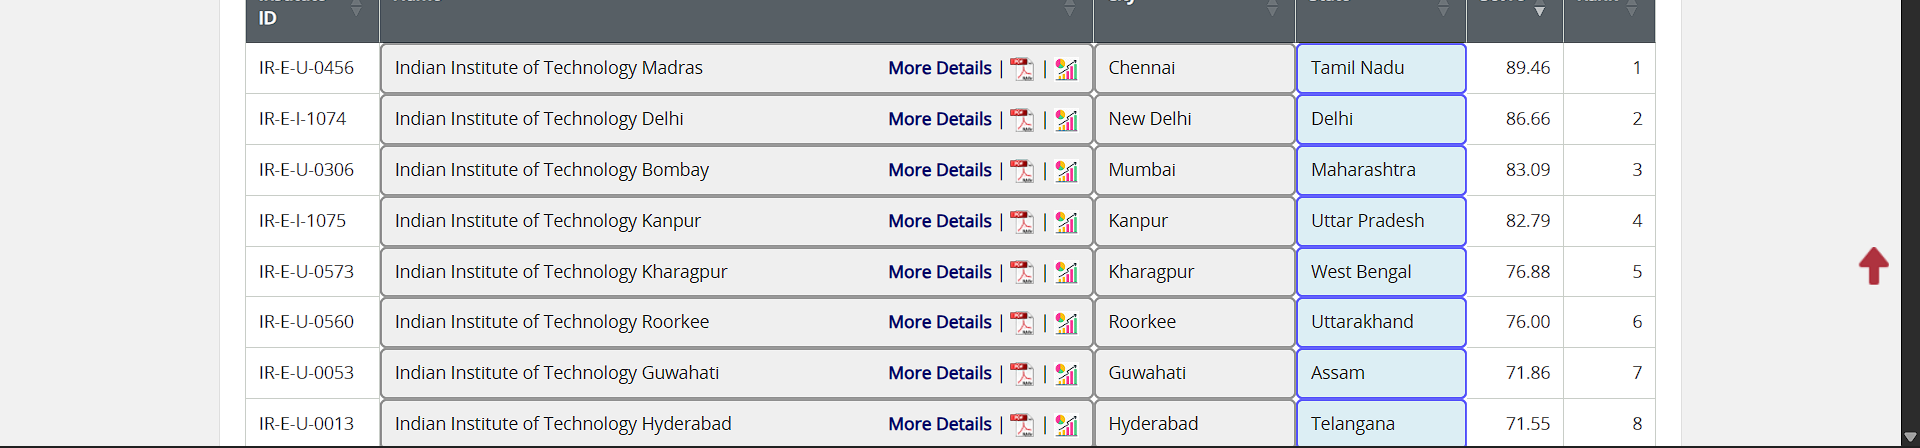 ID
IR-E-U-0456 Indian Institute of Technology Madras More Details | | Chennai Tamil Nadu 89.46 1
IR-E-I-1074 Indian Institute of Technology Delhi More Details | | New Delhi Delhi 86.66 2
IR-E-U-0306 Indian Institute of Technology Bombay More Details | | Mumbai Maharashtra 83.09 3
IR-E-I-1075 Indian Institute of Technology Kanpur More Details | | Kanpur Uttar Pradesh 82.79 4
IR-E-U-0573 Indian Institute of Technology Kharagpur More Details | | Kharagpur West Bengal 76.88 5
IR-E-U-0560 Indian Institute of Technology Roorkee More Details | | Roorkee Uttarakhand 76.00 6
IR-E-U-0053 Indian Institute of Technology Guwahati More Details | | Guwahati Assam 71.86 7
IR-E-U-0013 Indian Institute of Technology Hyderabad More Details | | Hyderabad Telangana 71.55 8